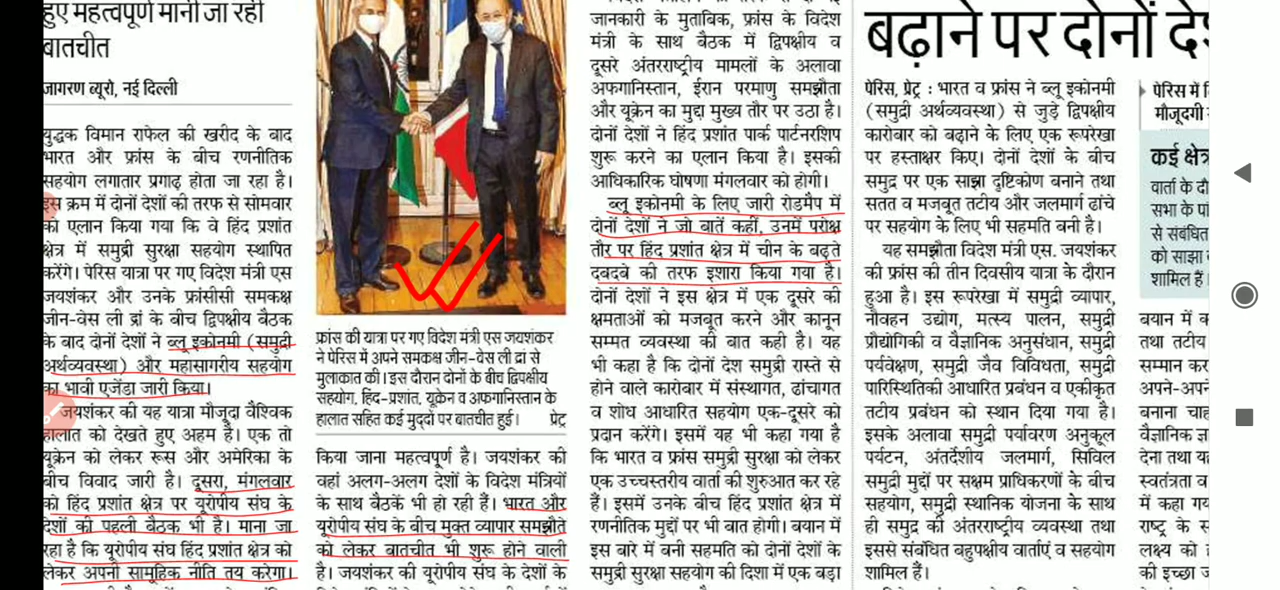 हुए महत्वपूर्ण मानी जा रही
बातचीत
जागरण ब्यूरो, नई दिल्ली
युद्धक विमान राफेल की खरीद के बाद
भारत और फ्रांस के बीच रणनीतिक
सहयोग लगातार प्रगाढ़ होता जा रहा है।
इस क्रम में दोनों देशों की तरफ से सोमवार
को एलान किया गया कि वे हिंद प्रशांत
क्षेत्र में समुद्री सुरक्षा सहयोग स्थापित
करेंगे। पेरिस यात्रा पर गए विदेश मंत्री एस
जयशंकर और उनके फ्रांसीसी समकक्ष
जीन-वेस ली द्रां के बीच द्विपक्षीय बैठक
के बाद दोनों देशों ने ब्लू इकोनमी (समुद्री
अर्थव्यवस्था) और महासागरीय सहयोग
का भावी एजेंडा जारी किया।
जयशंकर की यह यात्रा मौजूदा वैश्विक
हालात को देखते हुए अहम है। एक तो
यूक्रेन को लेकर रूस और अमेरिका के
बीच विवाद जारी है। दूसरा, मंगलवार
को हिंद प्रशांत क्षेत्र पर यूरोपीय संघ के
देशों की पहली बैठक भी है। माना जा
रहा है कि यूरोपीय संघ हिंद प्रशांत क्षेत्र को
लेकर अपनी सामूहिक नीति तय करेगा।
फ्रांस की यात्रा पर गए विदेश मंत्री एस जयशंकर
ने पेरिस में अपने समकक्ष जीन-वेस ली द्रां से
मुलाकात की। इस दौरान दोनों के बीच द्विपक्षीय
सहयोग, हिंद-प्रशांत, यूक्रेन व अफगानिस्तान के
हालात सहित कई मुद्दों पर बातचीत हुई। प्रेट्र
किया जाना महत्वपूर्ण है। जयशंकर की
वहां अलग-अलग देशों के विदेश मंत्रियों
के साथ बैठकें भी हो रही हैं। भारत और
यूरोपीय संघ के बीच मुक्त व्यापार समझौते
को लेकर बातचीत भी शुरू होने वाली
है। जयशंकर की यूरोपीय संघ के देशों के
जानकारी के मुताबिक, फ्रांस के विदेश
मंत्री के साथ बैठक में द्विपक्षीय व
दूसरे अंतरराष्ट्रीय मामलों के अलावा
अफगानिस्तान, ईरान परमाणु समझौता
और यूक्रेन का मुद्दा मुख्य तौर पर उठा है।
दोनों देशों ने हिंद प्रशांत पार्क पार्टनरशिप
शुरू करने का एलान किया है। इसकी
आधिकारिक घोषणा मंगलवार को होगी।
ब्लू इकोनमी के लिए जारी रोडमैप में
दोनों देशों ने जो बातें कहीं, उनमें परोक्ष
तौर पर हिंद प्रशांत क्षेत्र में चीन के बढ़ते
दबदबे की तरफ इशारा किया गया है।
दोनों देशों ने इस क्षेत्र में एक दूसरे की
क्षमताओं को मजबूत करने और कानून
सम्मत व्यवस्था की बात कही है। यह
भी कहा है कि दोनों देश समुद्री रास्ते से
होने वाले कारोबार में संस्थागत, ढांचागत
व शोध आधारित सहयोग एक-दूसरे को
प्रदान करेंगे। इसमें यह भी कहा गया है
कि भारत व फ्रांस समुद्री सुरक्षा को लेकर
एक उच्चस्तरीय वार्ता की शुरुआत कर रहे
हैं। इसमें उनके बीच हिंद प्रशांत क्षेत्र में
रणनीतिक मुद्दों पर भी बात होगी। बयान में
इस बारे में बनी सहमति को दोनों देशों के
समुद्री सुरक्षा सहयोग की दिशा में एक बड़ा
बढ़ाने पर दोनों
पेरिस, प्रेट्र : भारत व फ्रांस ने ब्लू इकोनमी
(समुद्री अर्थव्यवस्था) से जुड़े द्विपक्षीय
कारोबार को बढ़ाने के लिए एक रूपरेखा
पर हस्ताक्षर किए। दोनों देशों के बीच
समुद्र पर एक साझा दृष्टिकोण बनाने तथा
सतत व मजबूत तटीय और जलमार्ग ढांचे
पर सहयोग के लिए भी सहमति बनी है।
यह समझौता विदेश मंत्री एस. जयशंकर
की फ्रांस की तीन दिवसीय यात्रा के दौरान
हुआ है। इस रूपरेखा में समुद्री व्यापार,
नौवहन उद्योग, मत्स्य पालन, समुद्री
प्रौद्योगिकी व वैज्ञानिक अनुसंधान, समुद्री
पर्यवेक्षण, समुद्री जैव विविधता, समुद्री
पारिस्थितिकी आधारित प्रबंधन व एकीकृत
तटीय प्रबंधन को स्थान दिया गया है।
इसके अलावा समुद्री पर्यावरण अनुकूल
पर्यटन, अंतर्देशीय जलमार्ग, सिविल
समुद्री मुद्दों पर सक्षम प्राधिकरणों के बीच
सहयोग, समुद्री स्थानिक योजना के साथ
ही समुद्र की अंतरराष्ट्रीय व्यवस्था तथा
इससे संबंधित बहुपक्षीय वार्ताएं व सहयोग
शामिल हैं।
पेरिस में
मौजूदगी
कई क्षेत्र
वार्ता के दौ
सभा के पां
से संबंधित
को साझा
शामिल हैं।
बयान में क
तथा तटीय
सम्मान कर
अपने-अपने
बनाना चाह
वैज्ञानिक ज्ञ
देना तथा य
स्वतंत्रता व
में कहा गय
राष्ट्र के स
लक्ष्य को
की इच्छा ज